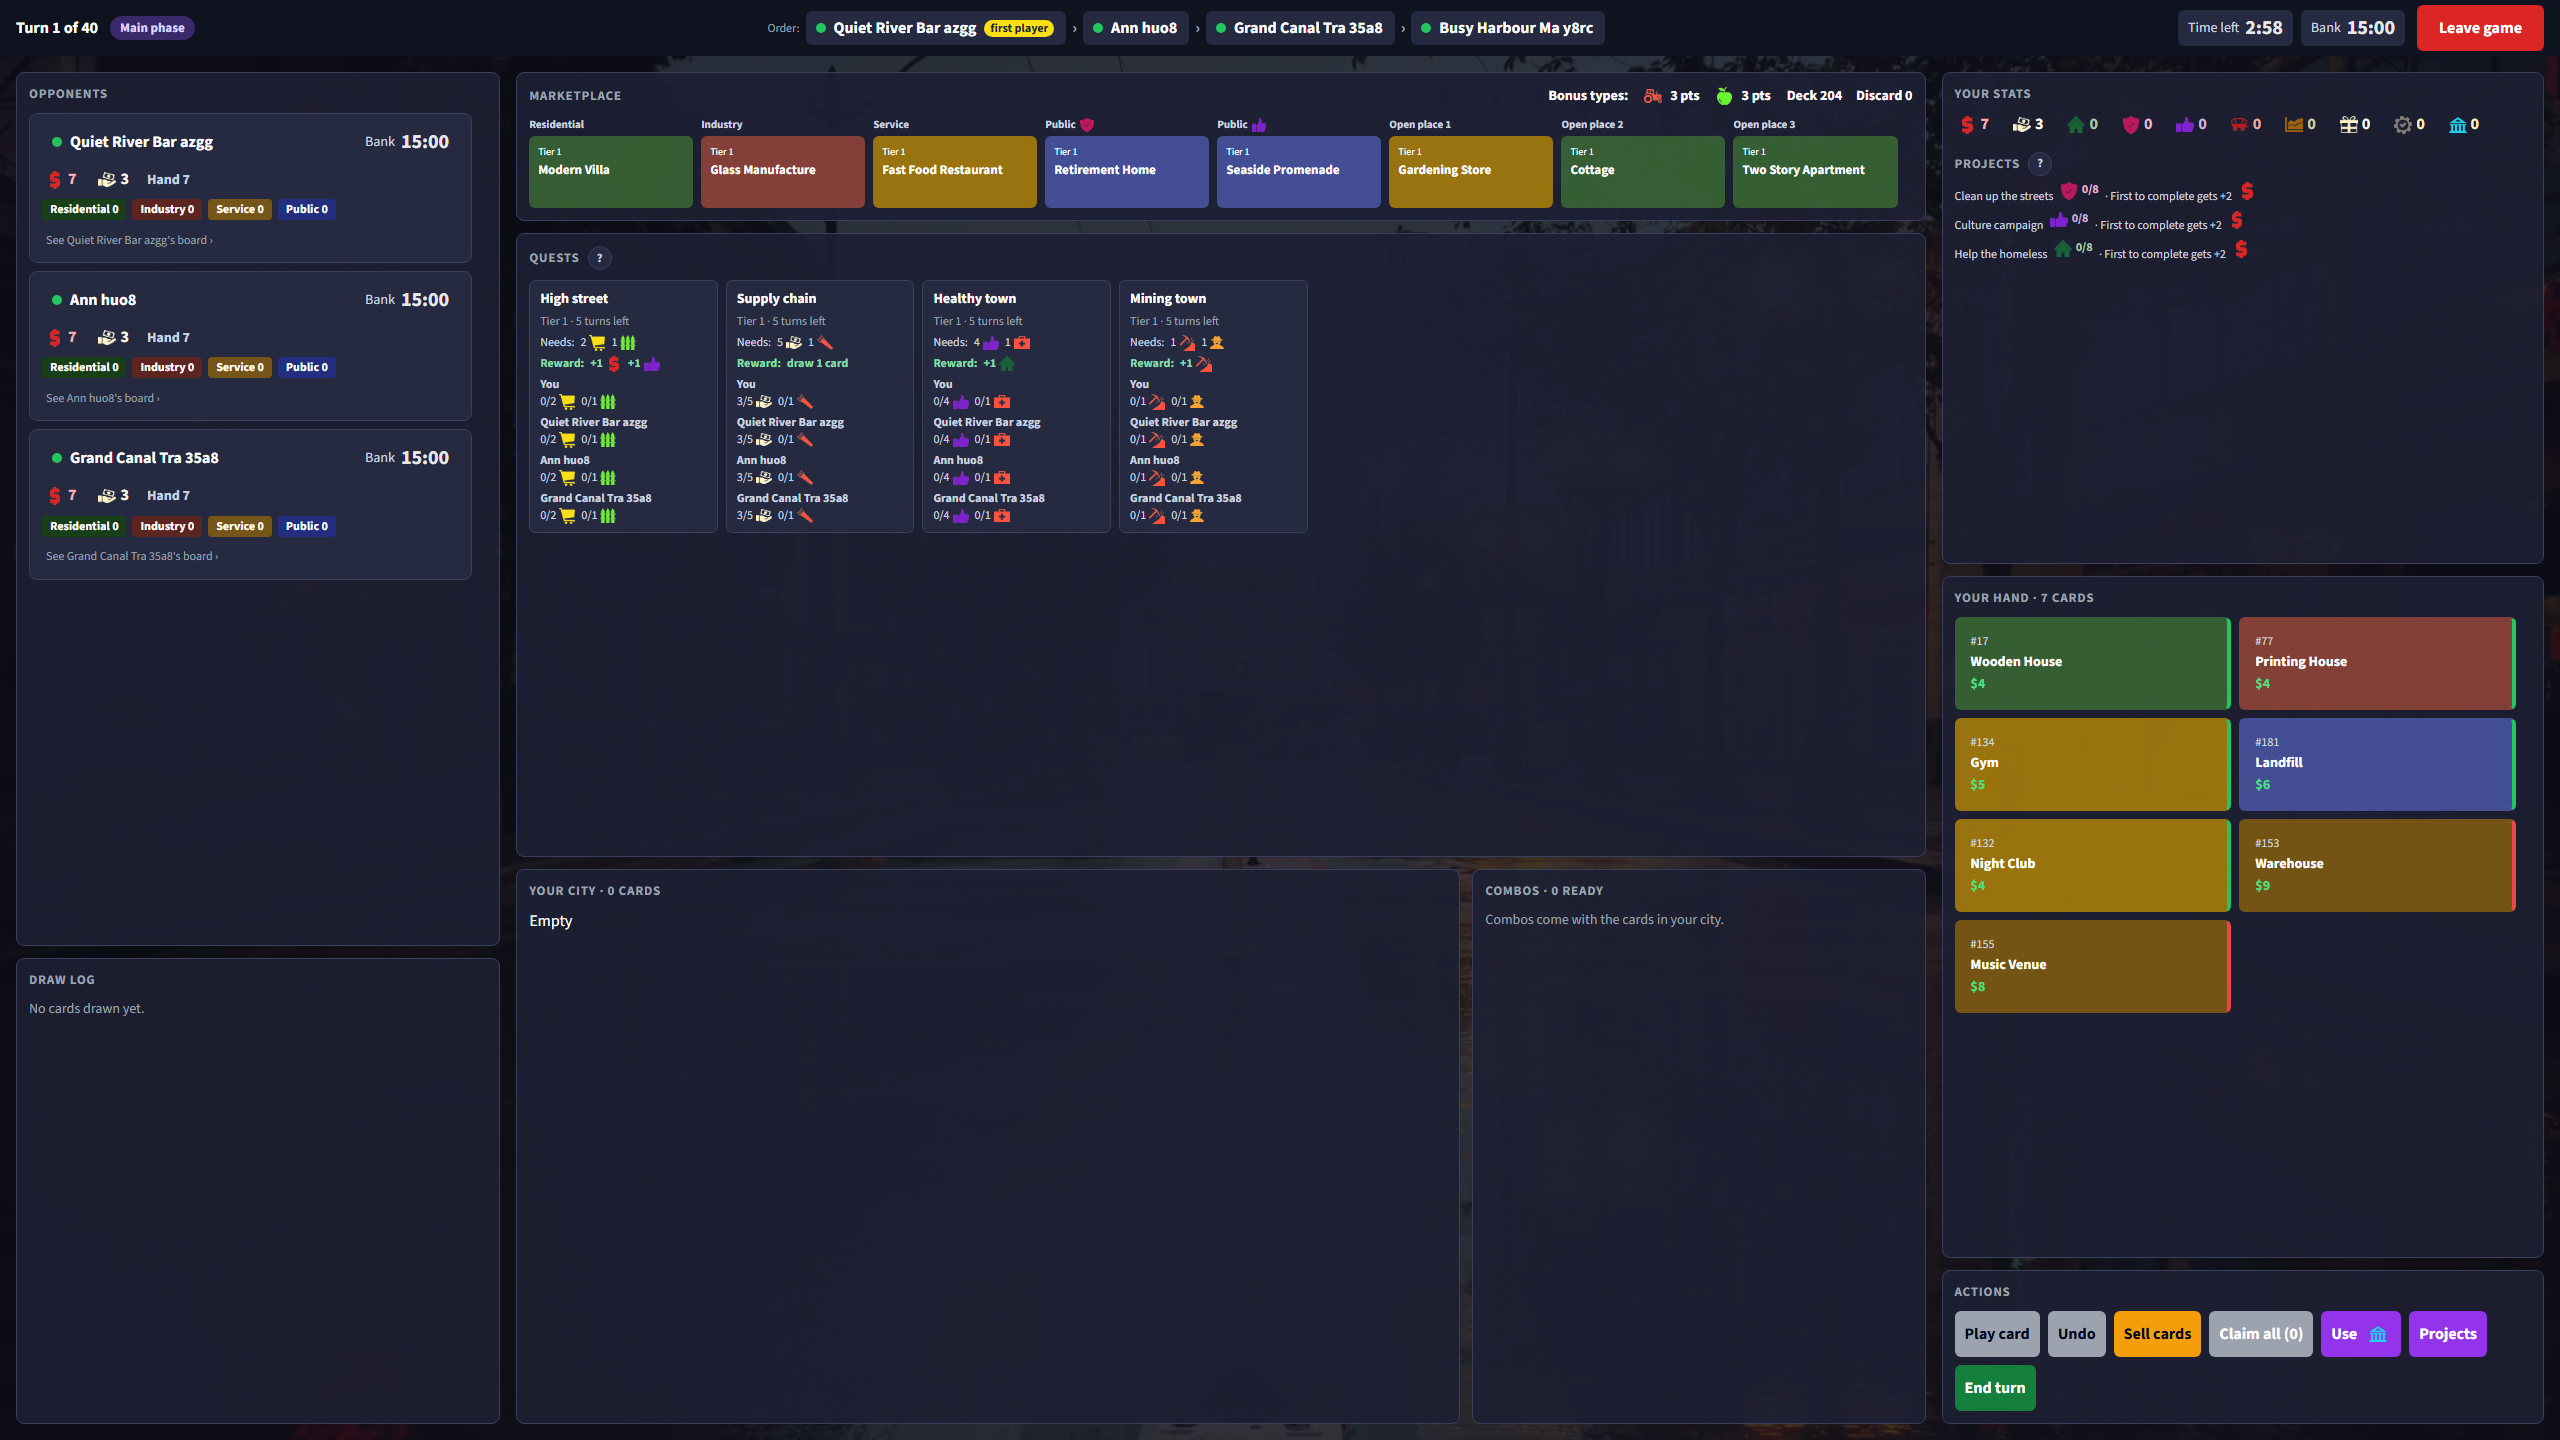 Turn 1 of 40 Main phase
Order: Quiet River Bar azgg first player › Ann huo8 › Grand Canal Tra 35a8 › Busy Harbour Ma y8rc
Time left 2:58 Bank 15:00 Leave game
OPPONENTS
Quiet River Bar azgg Bank 15:00
7 3 Hand 7
Residential 0 Industry 0 Service 0 Public 0
See Quiet River Bar azgg's board ›
Ann huo8 Bank 15:00
7 3 Hand 7
Residential 0 Industry 0 Service 0 Public 0
See Ann huo8's board ›
Grand Canal Tra 35a8 Bank 15:00
7 3 Hand 7
Residential 0 Industry 0 Service 0 Public 0
See Grand Canal Tra 35a8's board ›
DRAW LOG
No cards drawn yet.
MARKETPLACE
Bonus types: 3 pts 3 pts Deck 204 Discard 0
Residential
Tier 1
Modern Villa
Industry
Tier 1
Glass Manufacture
Service
Tier 1
Fast Food Restaurant
Public
Tier 1
Retirement Home
Public
Tier 1
Seaside Promenade
Open place 1
Tier 1
Gardening Store
Open place 2
Tier 1
Cottage
Open place 3
Tier 1
Two Story Apartment
QUESTS ?
High street
Tier 1 · 5 turns left
Needs: 2 1
Reward: +1 +1
You
0/2 0/1
Quiet River Bar azgg
0/2 0/1
Ann huo8
0/2 0/1
Grand Canal Tra 35a8
0/2 0/1
Supply chain
Tier 1 · 5 turns left
Needs: 5 1
Reward: draw 1 card
You
3/5 0/1
Quiet River Bar azgg
3/5 0/1
Ann huo8
3/5 0/1
Grand Canal Tra 35a8
3/5 0/1
Healthy town
Tier 1 · 5 turns left
Needs: 4 1
Reward: +1
You
0/4 0/1
Quiet River Bar azgg
0/4 0/1
Ann huo8
0/4 0/1
Grand Canal Tra 35a8
0/4 0/1
Mining town
Tier 1 · 5 turns left
Needs: 1 1
Reward: +1
You
0/1 0/1
Quiet River Bar azgg
0/1 0/1
Ann huo8
0/1 0/1
Grand Canal Tra 35a8
0/1 0/1
YOUR CITY · 0 CARDS
Empty
COMBOS · 0 READY
Combos come with the cards in your city.
YOUR STATS
7 3 0 0 0 0 0 0 0 0
PROJECTS ?
Clean up the streets 0/8 · First to complete gets +2
Culture campaign 0/8 · First to complete gets +2
Help the homeless 0/8 · First to complete gets +2
YOUR HAND · 7 CARDS
#17
Wooden House
$4
#77
Printing House
$4
#134
Gym
$5
#181
Landfill
$6
#132
Night Club
$4
#153
Warehouse
$9
#155
Music Venue
$8
ACTIONS
Play card Undo Sell cards Claim all (0) Use Projects
End turn